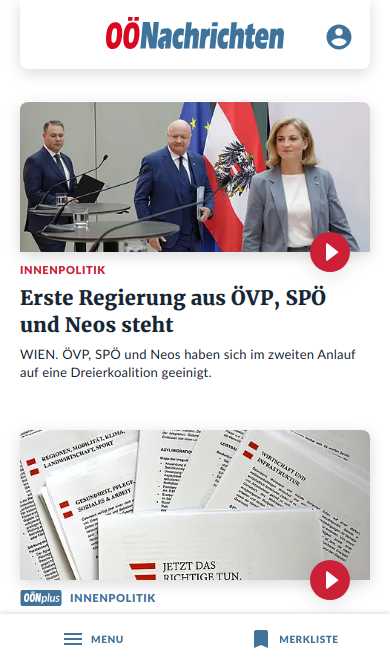 OÖNachrichten
INNENPOLITIK
Erste Regierung aus ÖVP, SPÖ
und Neos steht
WIEN. ÖVP, SPÖ und Neos haben sich im zweiten Anlauf
auf eine Dreierkoalition geeinigt.
REGIONEN, MOBILITÄT, KLIMA,
LANDWIRTSCHAFT, SPORT
GESUNDHEIT, PFLEGE,
SOZIALES & ARBEIT
WIRTSCHAFT UND
INFRASTRUKTUR
JETZT DAS
RICHTIGE TUN.
OÖNplus INNENPOLITIK
MENU
MERKLISTE